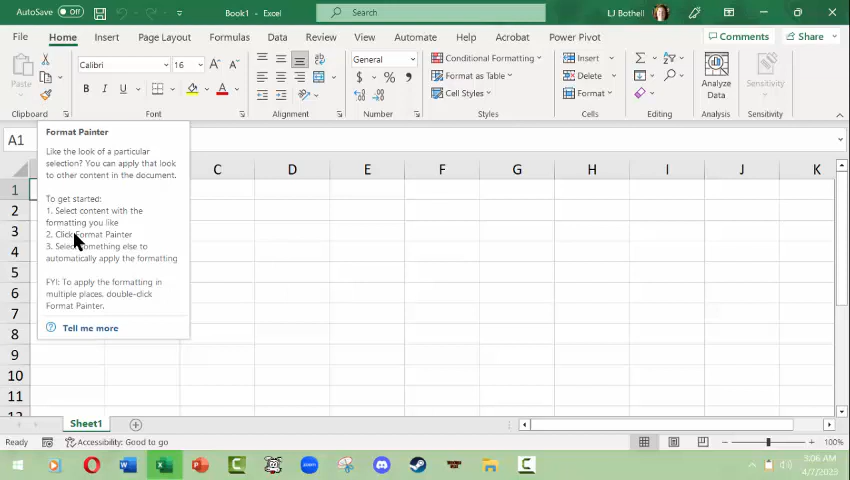 AutoSave Off Book1 - Excel Search LJ Bothell
File Home Insert Page Layout Formulas Data Review View Automate Help Acrobat Power Pivot Comments Share
Paste Calibri 16 General Conditional Formatting Insert Analyze Data Sensitivity
B I U A $ % Format as Table Delete
Cell Styles Format
Clipboard Font Alignment Number Styles Cells Editing Analysis Sensitivity
A1
Format Painter
Like the look of a particular
selection? You can apply that look
to other content in the document.
To get started:
1. Select content with the
formatting you like
2. Click Format Painter
3. Select something else to
automatically apply the formatting
FYI: To apply the formatting in
multiple places, double-click
Format Painter.
Tell me more
C D E F G H I J K
1
2
3
4
5
6
7
8
9
10
11
Sheet1
Ready Accessibility: Good to go 100%
3:06 AM
4/7/2023